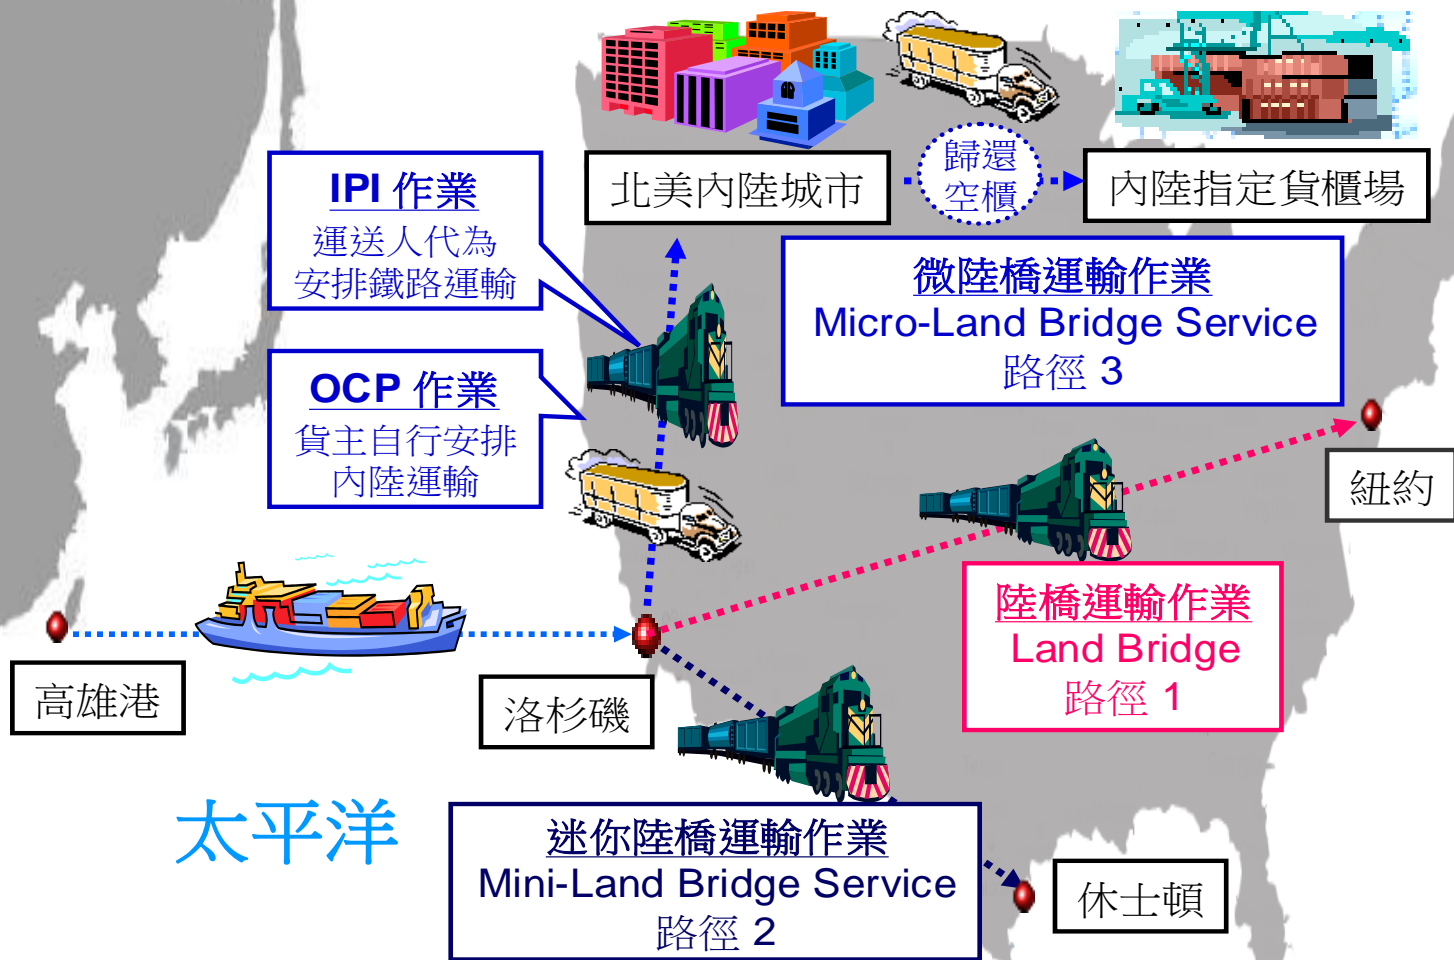 北美內陸城市
歸還
空櫃
內陸指定貨櫃場
IPI 作業
運送人代為
安排鐵路運輸
微陸橋運輸作業
Micro-Land Bridge Service
路徑 3
OCP 作業
貨主自行安排
內陸運輸
紐約
陸橋運輸作業
Land Bridge
路徑 1
高雄港
洛杉磯
太平洋
迷你陸橋運輸作業
Mini-Land Bridge Service
路徑 2
休士頓